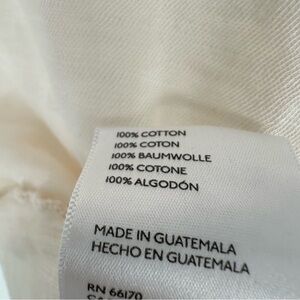 100% COTTON
100% COTON
100% BAUMWOLLE
100% COTONE
100% ALGODÓN
MADE IN GUATEMALA
HECHO EN GUATEMALA
RN 66170